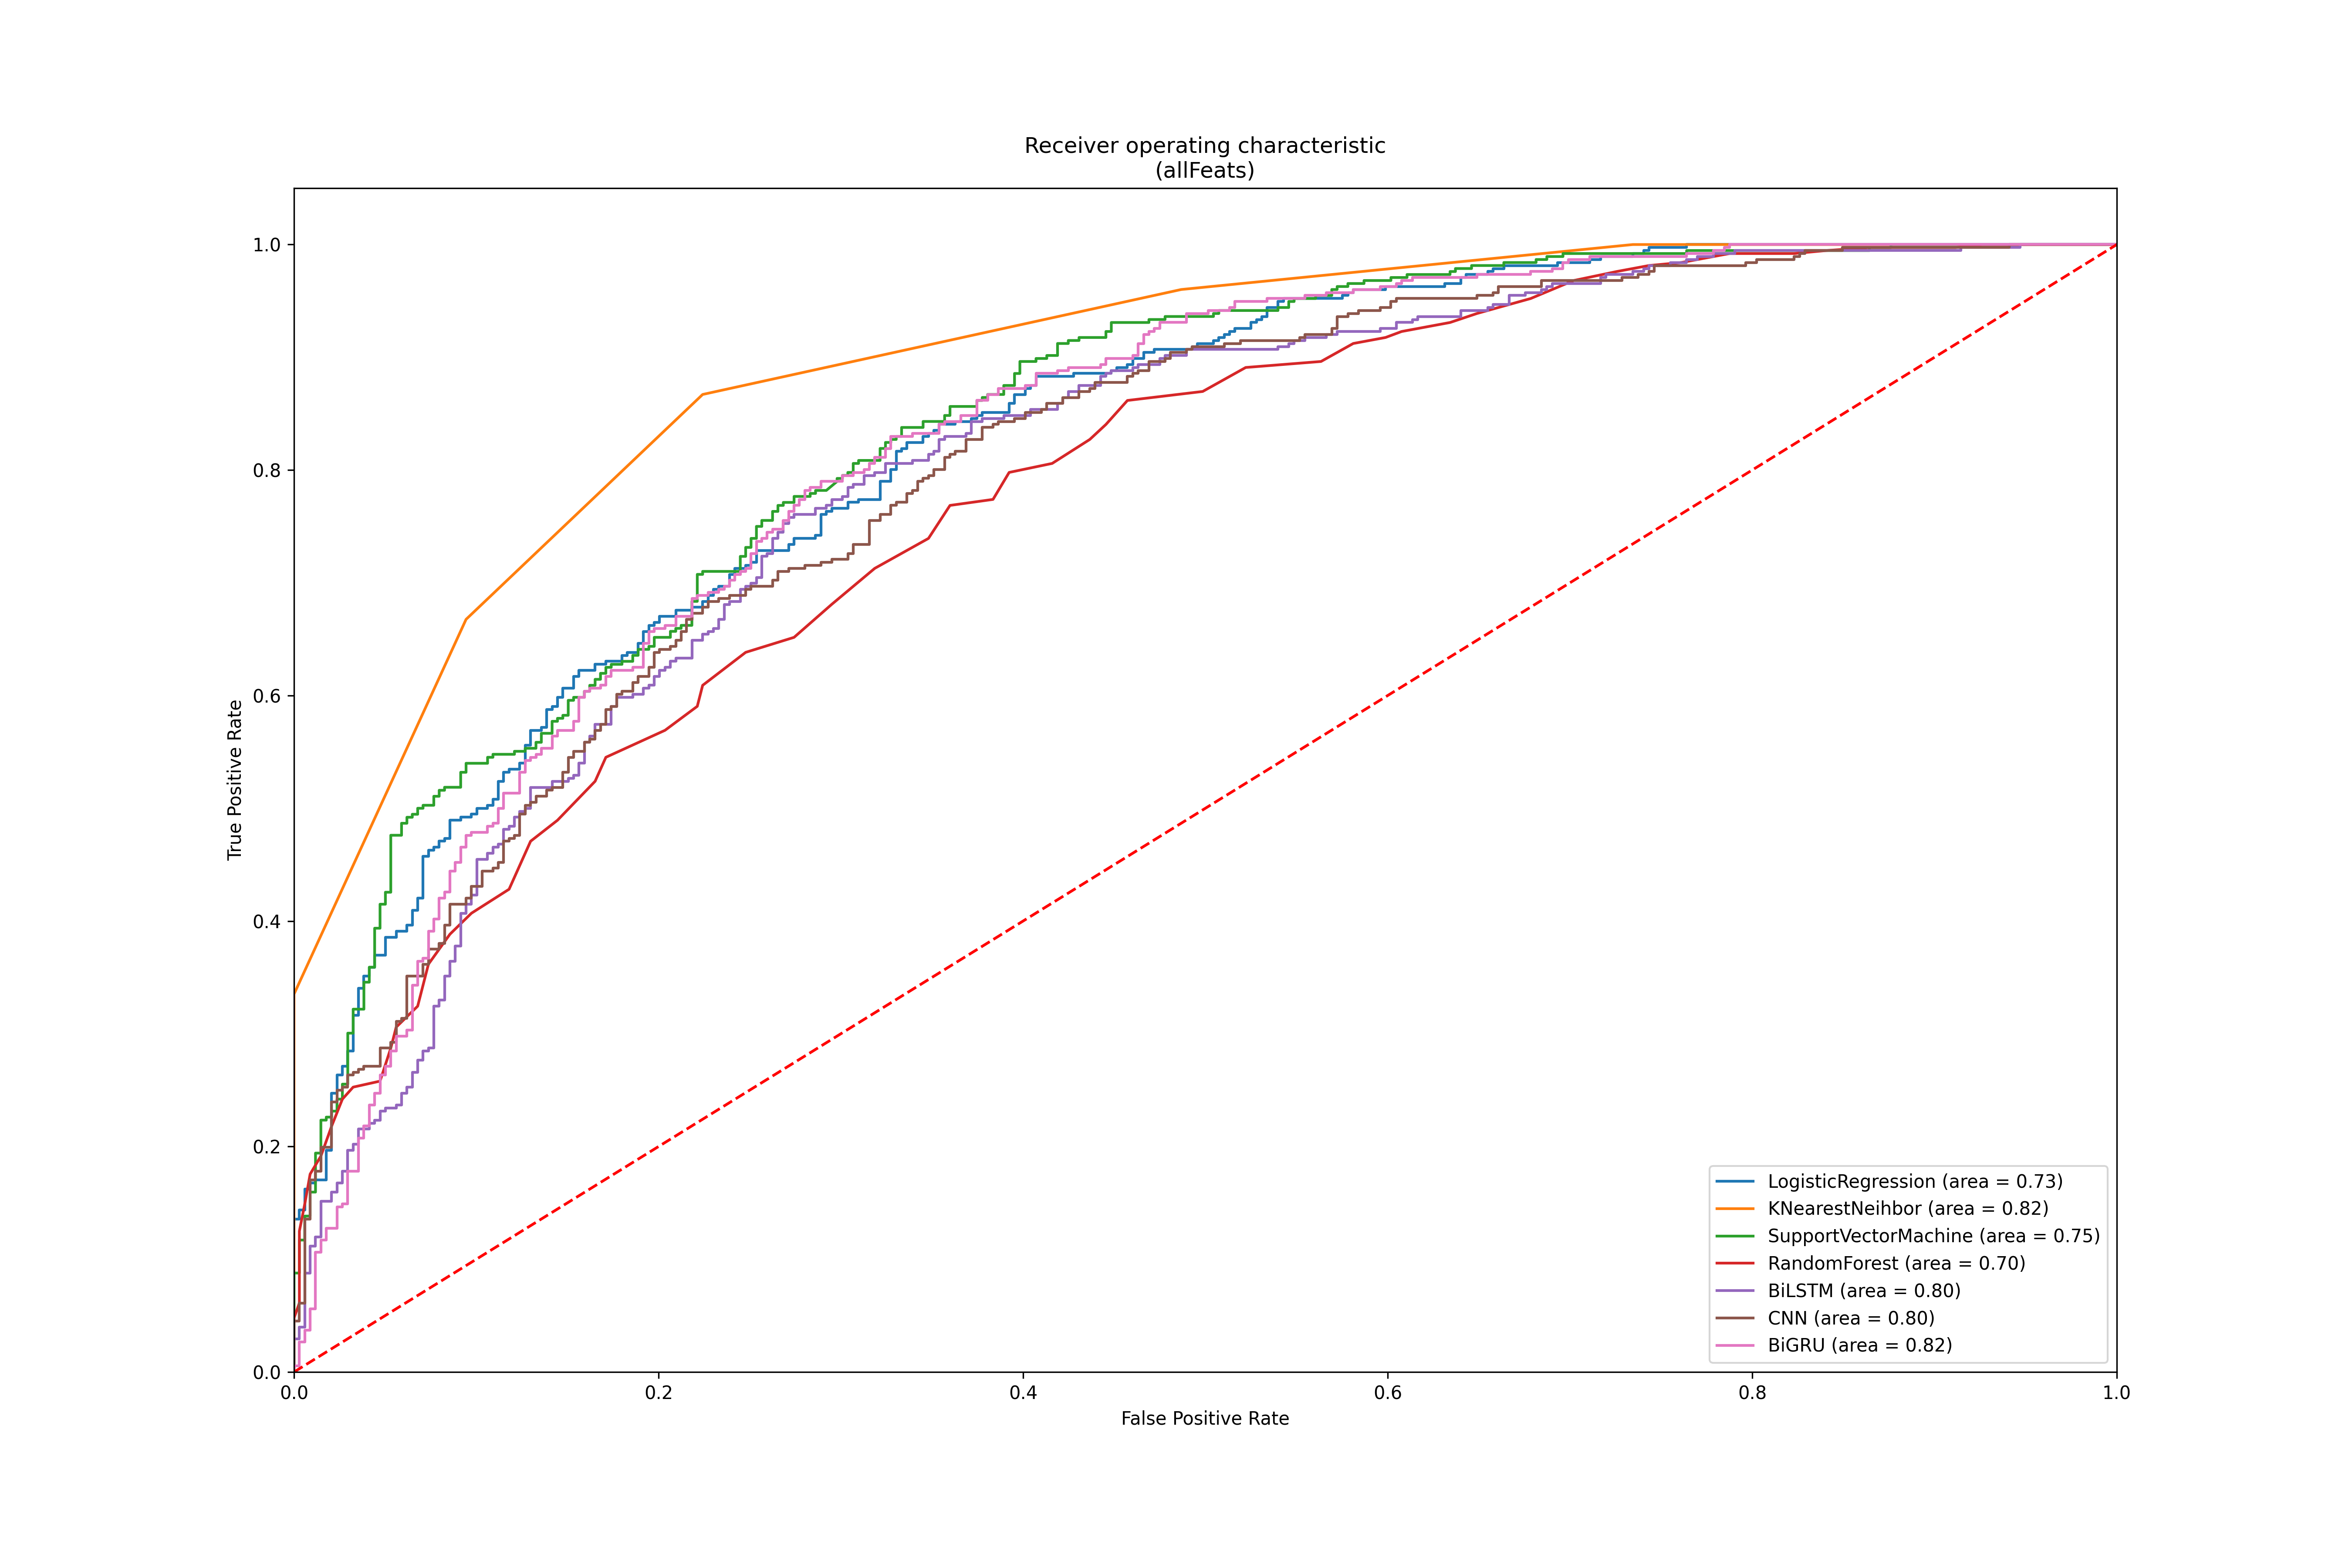 Receiver operating characteristic
(allFeats)
True Positive Rate
1.0
0.8
0.6
0.4
0.2
0.0
0.0 0.2 0.4 0.6 0.8 1.0
False Positive Rate
LogisticRegression (area = 0.73)
KNearestNeihbor (area = 0.82)
SupportVectorMachine (area = 0.75)
RandomForest (area = 0.70)
BiLSTM (area = 0.80)
CNN (area = 0.80)
BiGRU (area = 0.82)